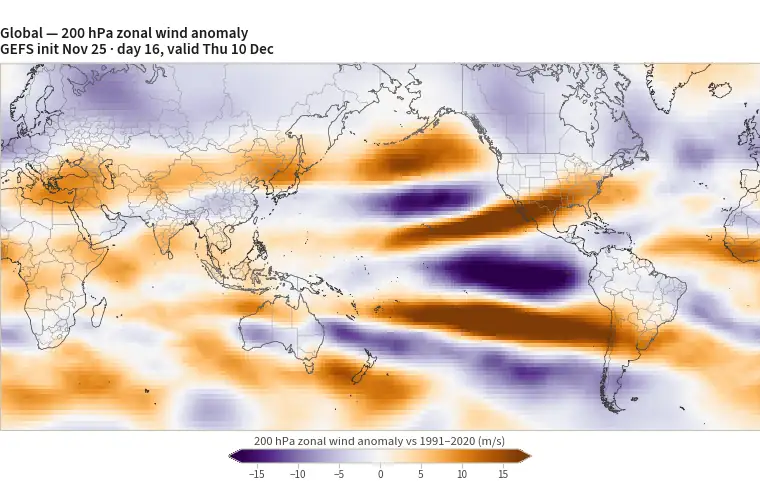 Global — 200 hPa zonal wind anomaly
GEFS init Nov 25 · day 16, valid Thu 10 Dec
200 hPa zonal wind anomaly vs 1991–2020 (m/s)
−15 −10 −5 0 5 10 15